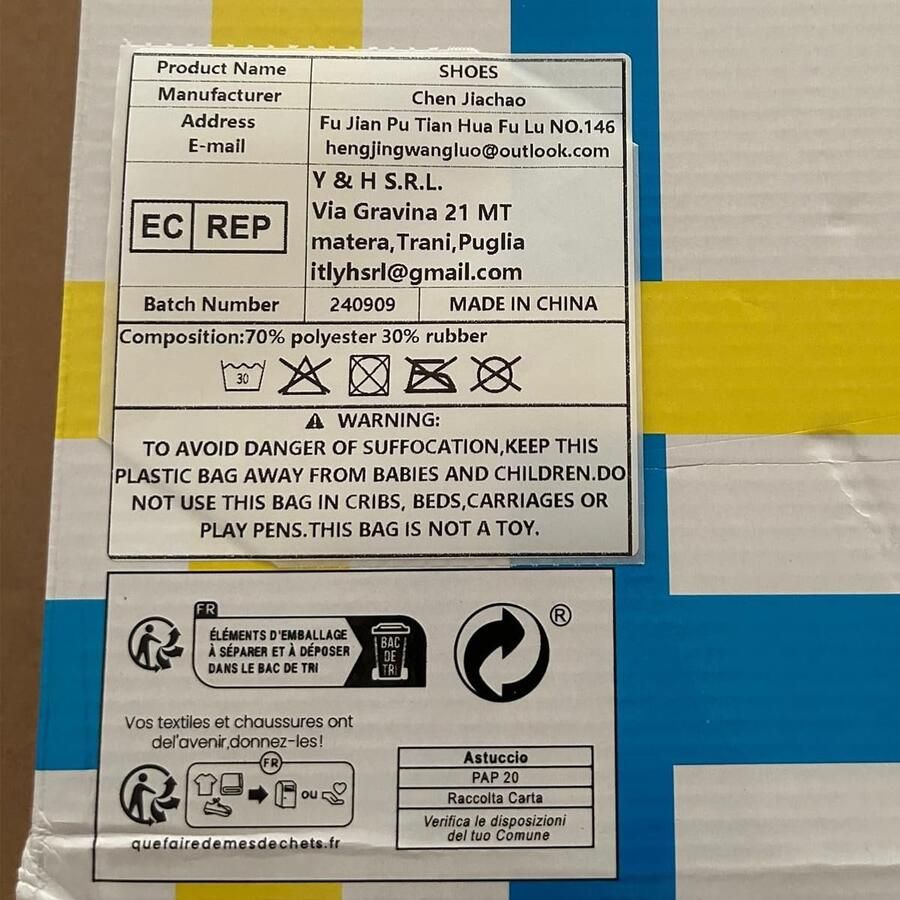 Product Name SHOES
Manufacturer Chen Jiachao
Address Fu Jian Pu Tian Hua Fu Lu NO.146
E-mail hengjingwangluo@outlook.com
EC REP
Y & H S.R.L.
Via Gravina 21 MT
matera,Trani,Puglia
itlyhsrl@gmail.com
Batch Number 240909 MADE IN CHINA
Composition:70% polyester 30% rubber
30
WARNING:
TO AVOID DANGER OF SUFFOCATION,KEEP THIS
PLASTIC BAG AWAY FROM BABIES AND CHILDREN.DO
NOT USE THIS BAG IN CRIBS, BEDS,CARRIAGES OR
PLAY PENS.THIS BAG IS NOT A TOY.
FR
ÉLÉMENTS D'EMBALLAGE
À SÉPARER ET À DÉPOSER
DANS LE BAC DE TRI
BAC
DE
TRI
®
Vos textiles et chaussures ont
del'avenir,donnez-les!
FR
ou
quefairedemesdechets.fr
Astuccio
PAP 20
Raccolta Carta
Verifica le disposizioni
del tuo Comune